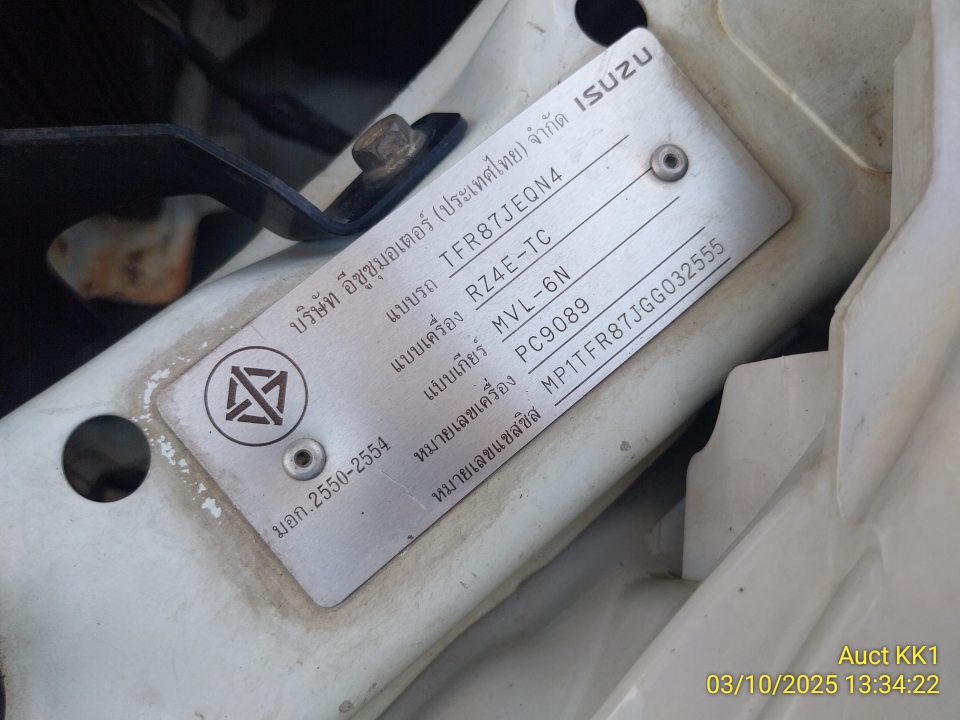 ISUZU
บริษัท อีซูซุมอเตอร์ (ประเทศไทย) จำกัด
แบบรถ TFR87JEQN4
แบบเครื่อง RZ4E-TC
แบบเกียร์ MVL-6N
หมายเลขเครื่อง PC9089
หมายเลขแชสซิส MP1TFR87JGG032555
มอก.2550-2554
Auct KK1
03/10/2025 13:34:22